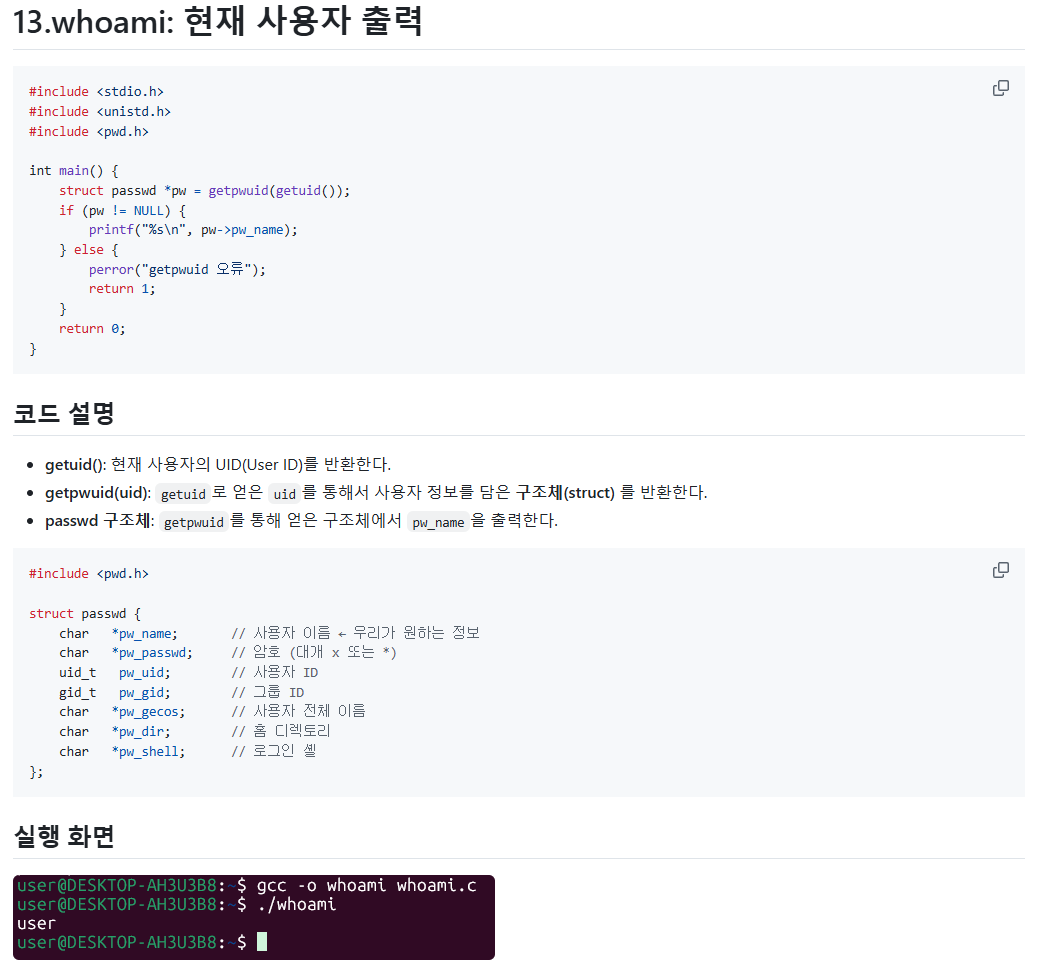 13.whoami: 현재 사용자 출력
#include <stdio.h>
#include <unistd.h>
#include <pwd.h>

int main() {
    struct passwd *pw = getpwuid(getuid());
    if (pw != NULL) {
        printf("%s\n", pw->pw_name);
    } else {
        perror("getpwuid 오류");
        return 1;
    }
    return 0;
}
코드 설명
• getuid(): 현재 사용자의 UID(User ID)를 반환한다.
• getpwuid(uid): getuid로 얻은 uid를 통해서 사용자 정보를 담은 구조체(struct) 를 반환한다.
• passwd 구조체: getpwuid를 통해 얻은 구조체에서 pw_name을 출력한다.
#include <pwd.h>

struct passwd {
    char   *pw_name;       // 사용자 이름 ← 우리가 원하는 정보
    char   *pw_passwd;     // 암호 (대개 x 또는 *)
    uid_t   pw_uid;        // 사용자 ID
    gid_t   pw_gid;        // 그룹 ID
    char   *pw_gecos;      // 사용자 전체 이름
    char   *pw_dir;        // 홈 디렉토리
    char   *pw_shell;      // 로그인 셸
};
실행 화면
user@DESKTOP-AH3U3B8:~$ gcc -o whoami whoami.c
user@DESKTOP-AH3U3B8:~$ ./whoami
user
user@DESKTOP-AH3U3B8:~$